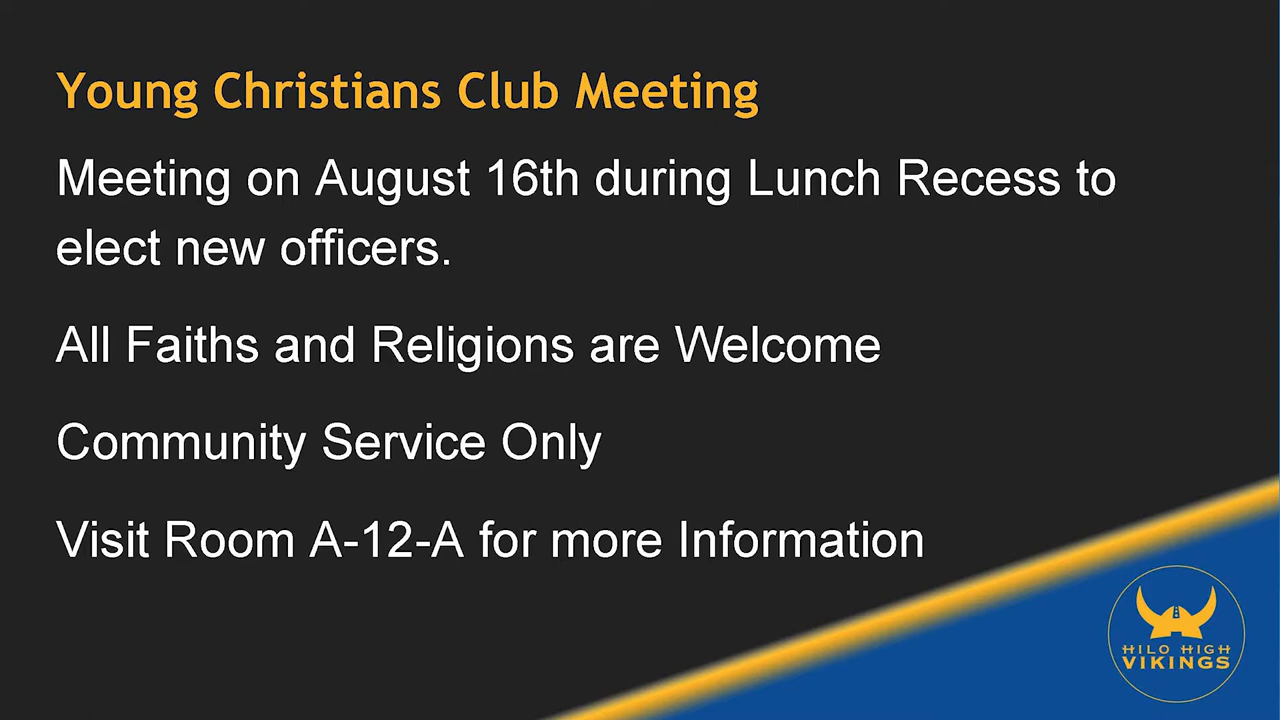 Young Christians Club Meeting
Meeting on August 16th during Lunch Recess to
elect new officers.
All Faiths and Religions are Welcome
Community Service Only
Visit Room A-12-A for more Information
HILO HIGH
VIKINGS